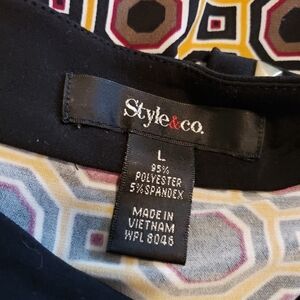 Style&co.
L
95%
POLYESTER
5% SPANDEX
MADE IN
VIETNAM
WPL 8046